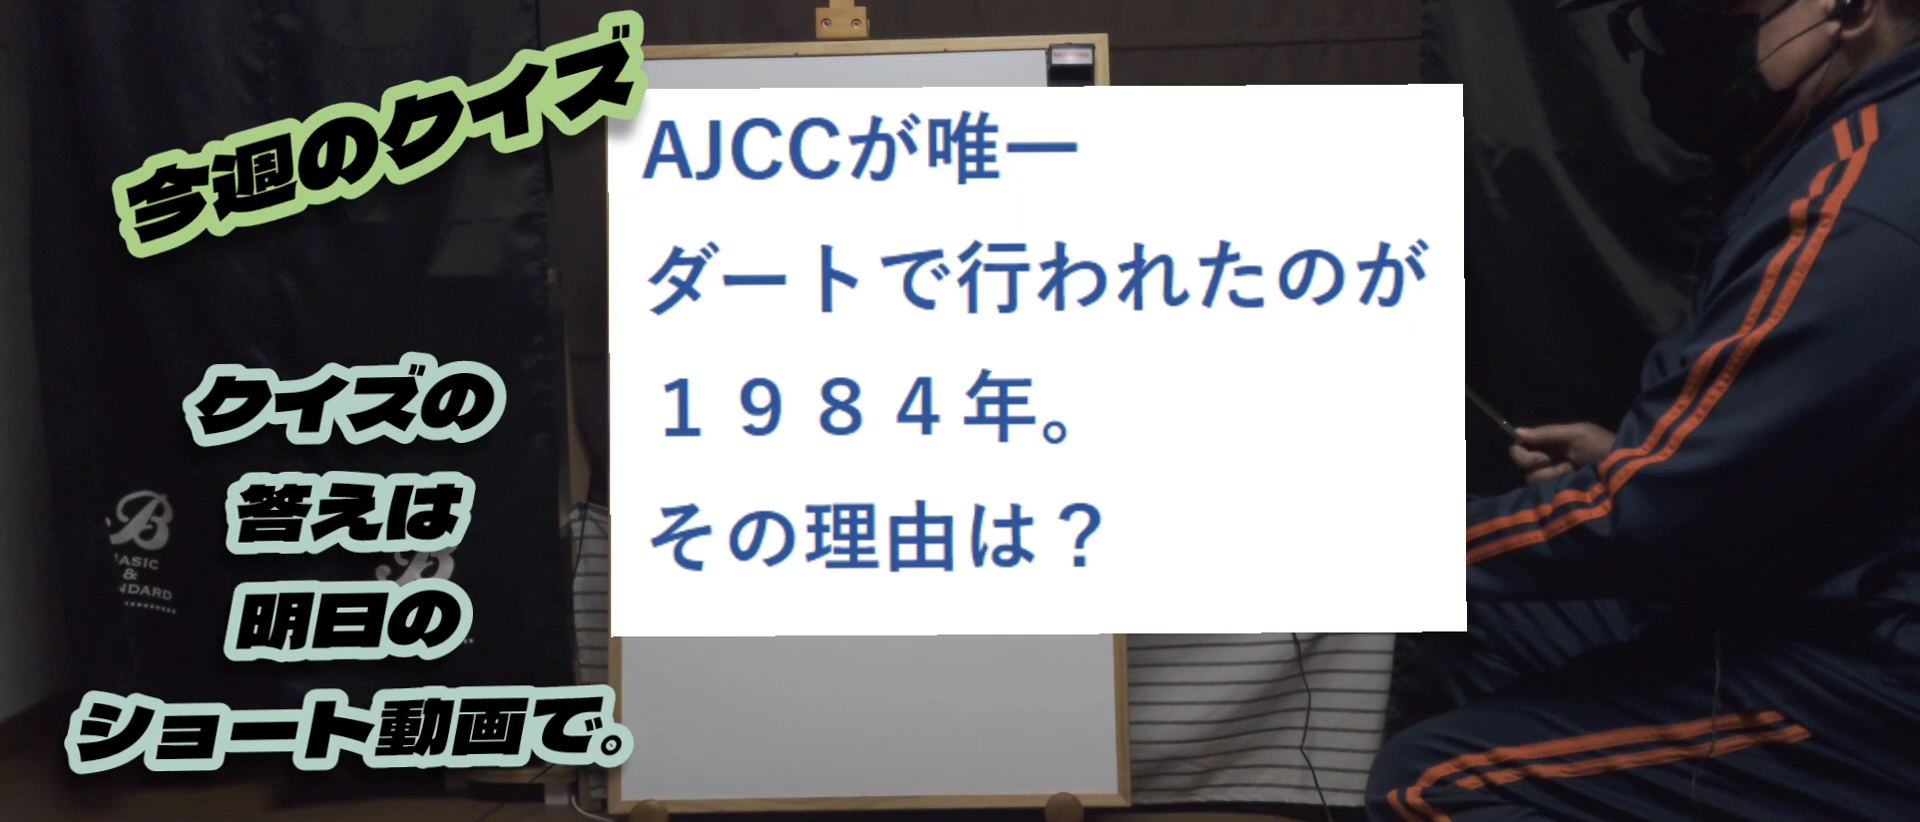 今週のクイズ
AJCCが唯一
ダートで行われたのが
１９８４年。
その理由は？
クイズの
答えは
明日の
ショート動画で。
B
ASIC
&
NDARD
B